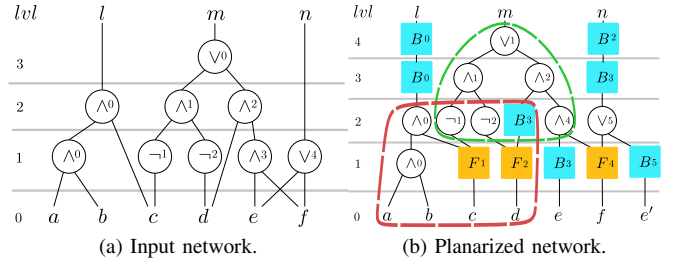 lvl l m n
3 ∨0
2 ∧0 ∧1 ∧2
1 ∧0 ¬1 ¬2 ∧3 ∨4
0 a b c d e f
(a) Input network.
lvl l m n
4 B0 ∨1 B2
3 B0 ∧1 ∧2 B3
2 ∧0 ¬1 ¬2 B3 ∧4 ∨5
1 ∧0 F1 F2 B3 F4 B5
0 a b c d e f e'
(b) Planarized network.